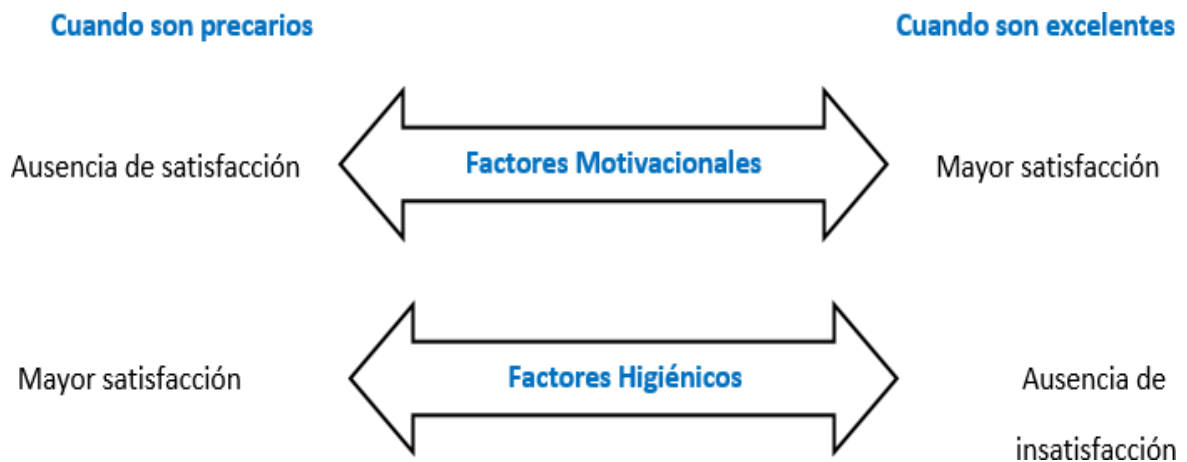 Cuando son precarios
Cuando son excelentes
Ausencia de satisfacción
Factores Motivacionales
Mayor satisfacción
Mayor satisfacción
Factores Higiénicos
Ausencia de
insatisfacción